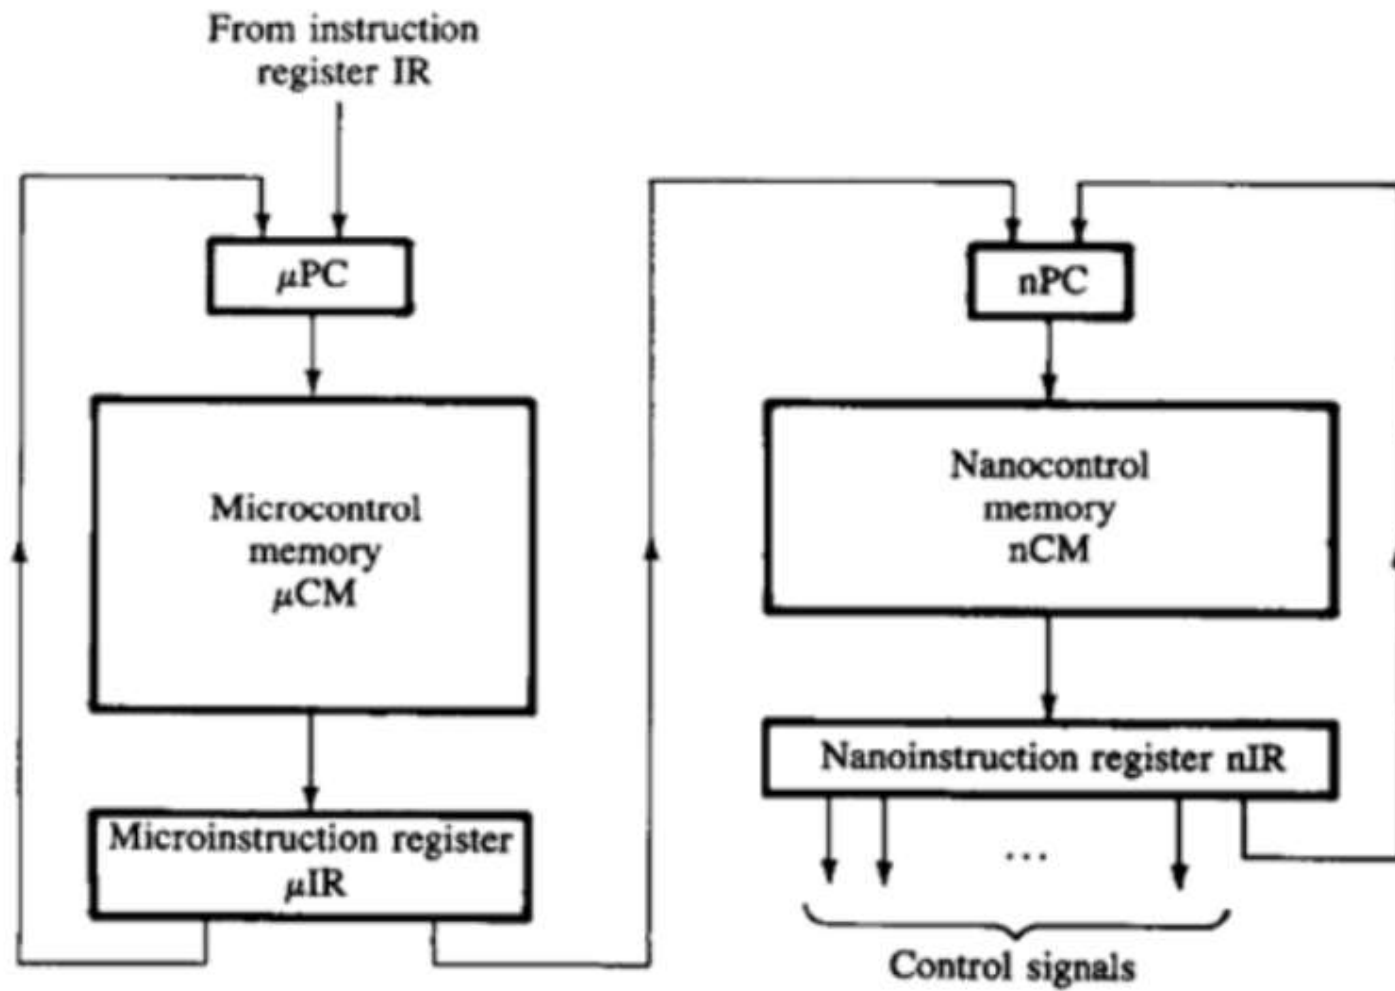 From instruction
register IR
μPC
Microcontrol
memory
μCM
Microinstruction register
μIR
nPC
Nanocontrol
memory
nCM
Nanoinstruction register nIR
...
Control signals